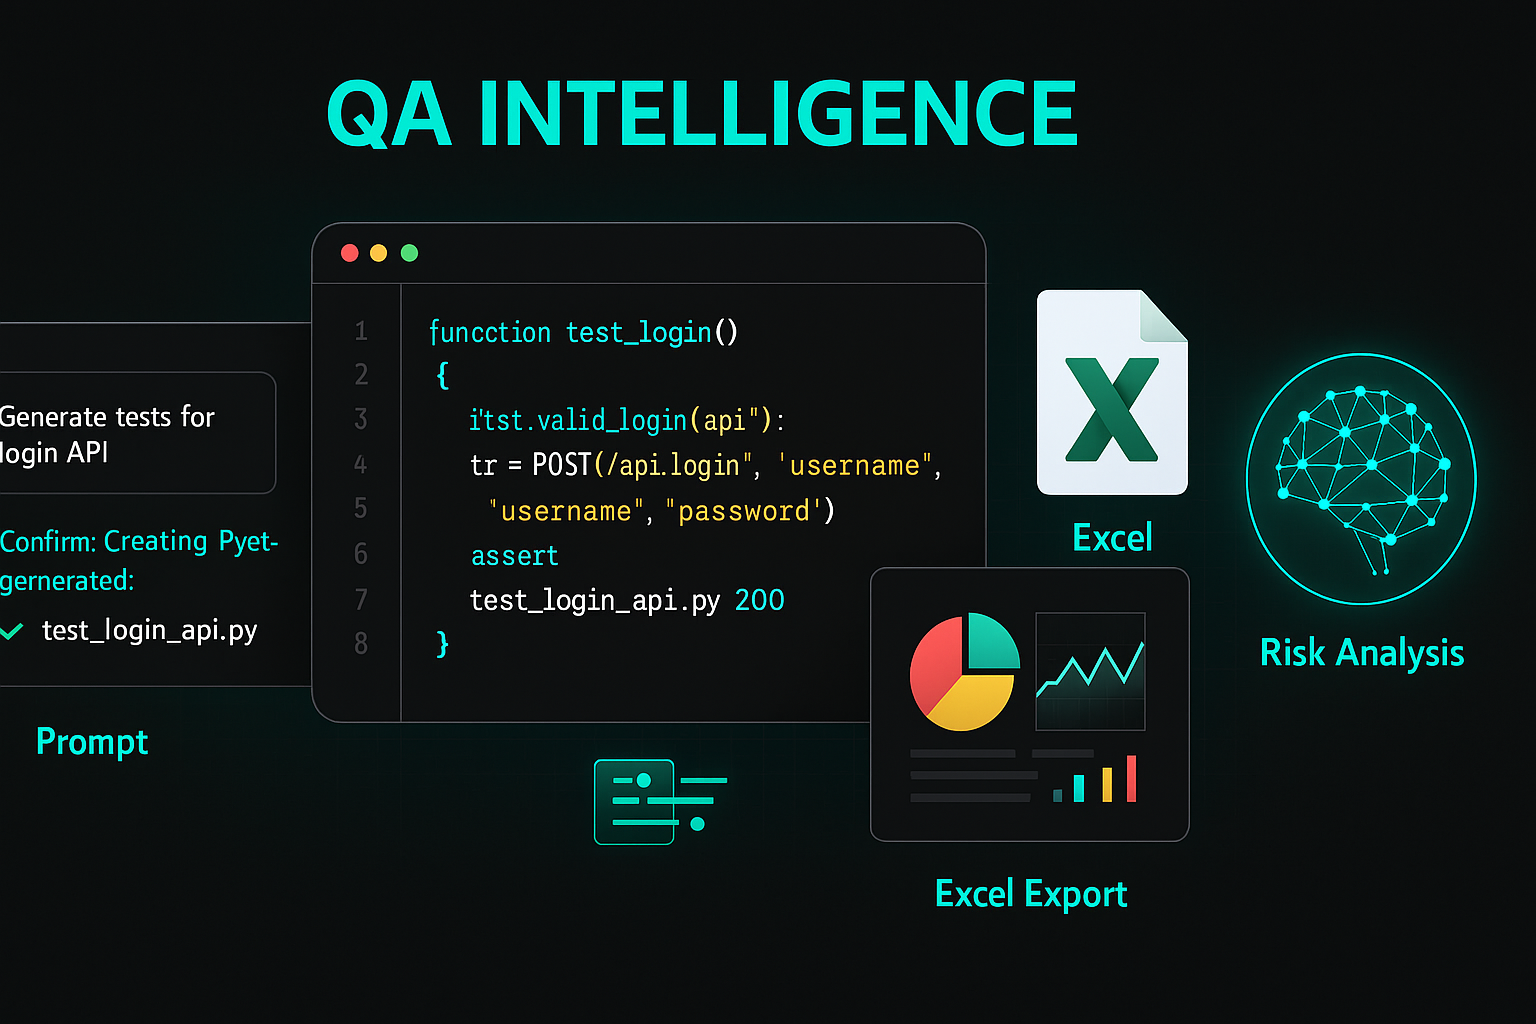 QA INTELLIGENCE
Generate tests for
login API
Confirm: Creating Pyet-
gernerated:
test_login_api.py
Prompt
1 funcction test_login()
2 {
3 i'tst.valid_login(api"):
4 tr = POST(/api.login", 'username",
5 "username", "password')
6 assert
7 test_login_api.py 200
8 }
Excel
Risk Analysis
Excel Export